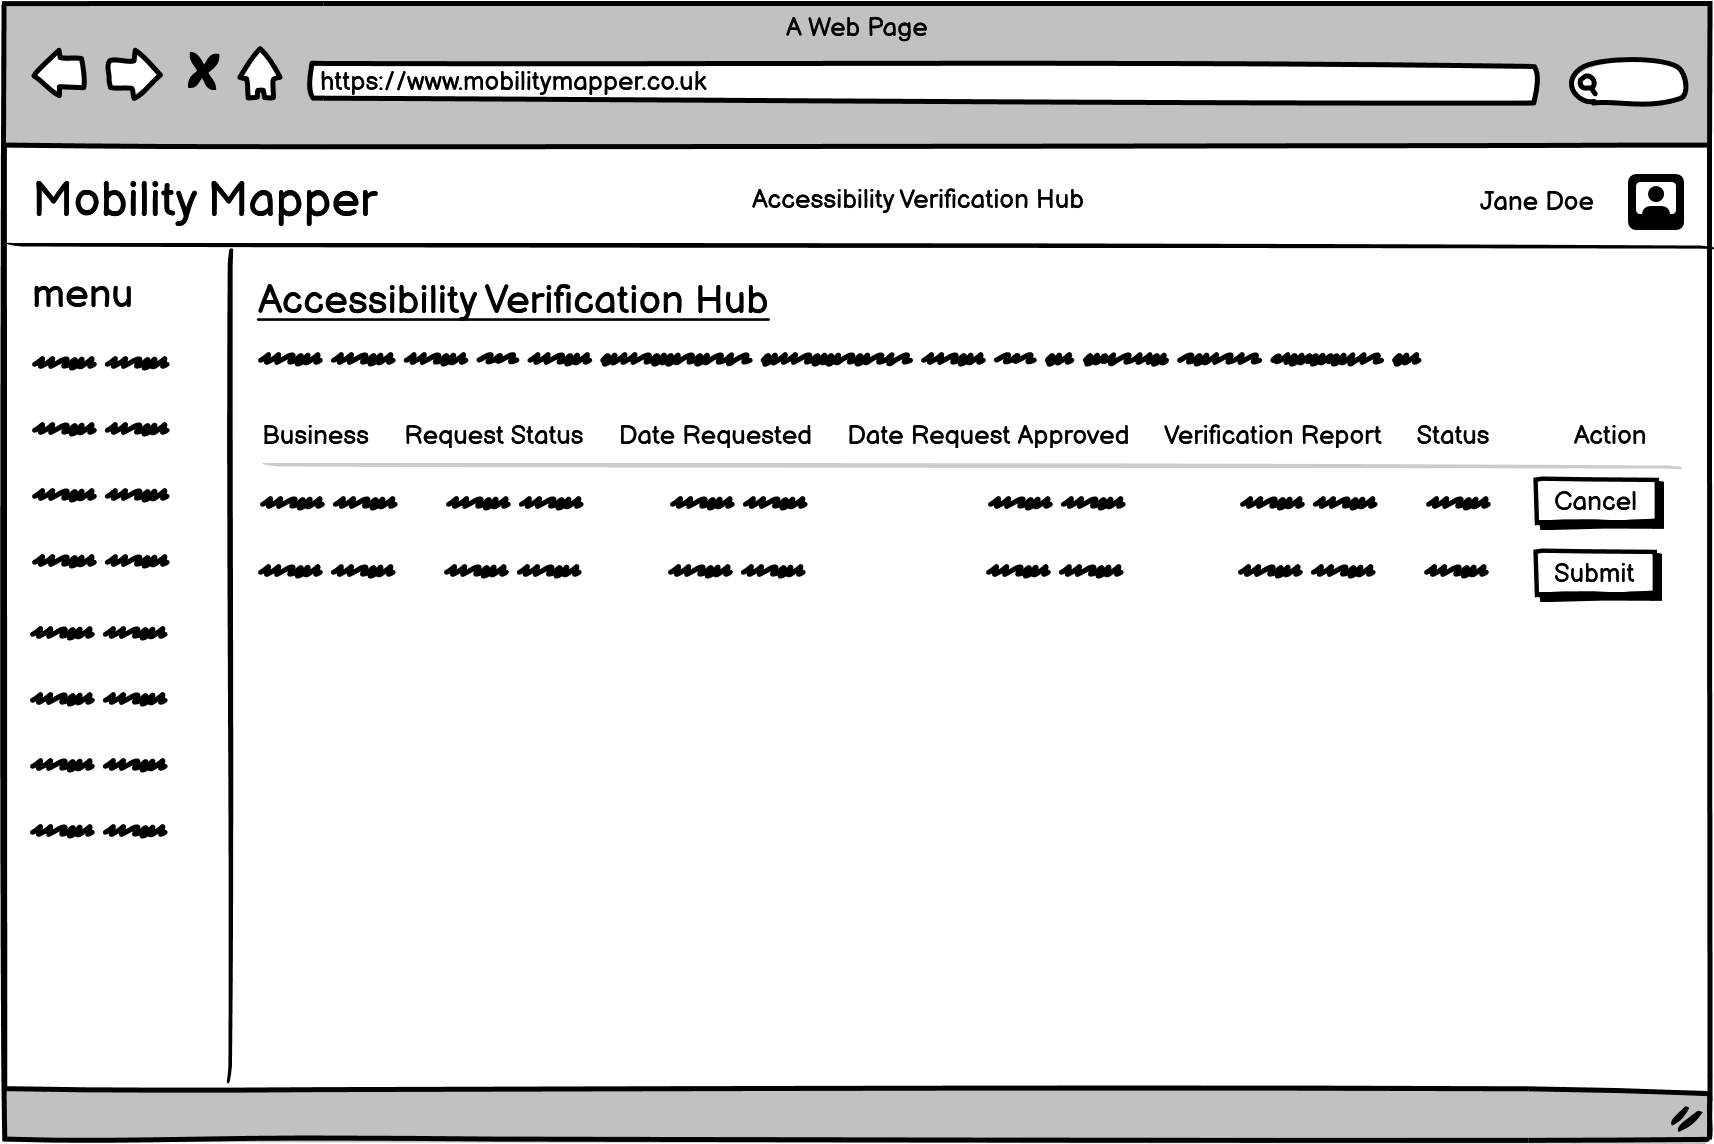 A Web Page
https://www.mobilitymapper.co.uk
Mobility Mapper
Accessibility Verification Hub
Jane Doe
menu
Accessibility Verification Hub
Business Request Status Date Requested Date Request Approved Verification Report Status Action
Cancel
Submit